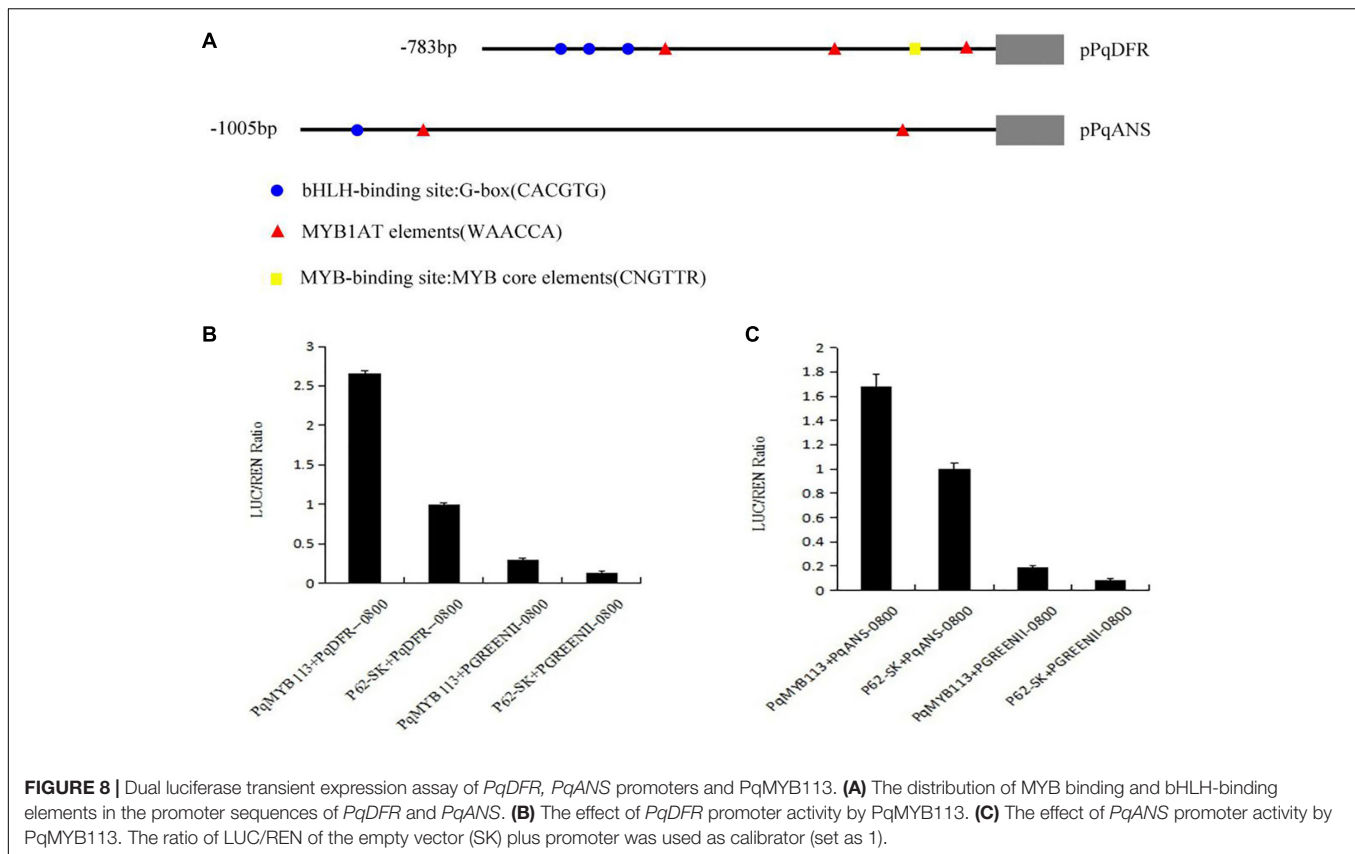 A
-783bp
pPqDFR
-1005bp
pPqANS
bHLH-binding site:G-box(CACGTG)
MYB1AT elements(WAACCA)
MYB-binding site:MYB core elements(CNGTTR)
B
3
2.5
2
1.5
1
0.5
0
LUC/REN Ratio
PqMYB113+PqDFR–0800
P62-SK+PqDFR–0800
PqMYB113+PGREENII-0800
P62-SK+PGREENII-0800
C
2
1.8
1.6
1.4
1.2
1
0.8
0.6
0.4
0.2
0
LUC/REN Ratio
PqMYB113+PqANS-0800
P62-SK+PqANS-0800
PqMYB113+PGREENII-0800
P62-SK+PGREENII-0800
FIGURE 8 | Dual luciferase transient expression assay of PqDFR, PqANS promoters and PqMYB113. (A) The distribution of MYB binding and bHLH-binding
elements in the promoter sequences of PqDFR and PqANS. (B) The effect of PqDFR promoter activity by PqMYB113. (C) The effect of PqANS promoter activity by
PqMYB113. The ratio of LUC/REN of the empty vector (SK) plus promoter was used as calibrator (set as 1).